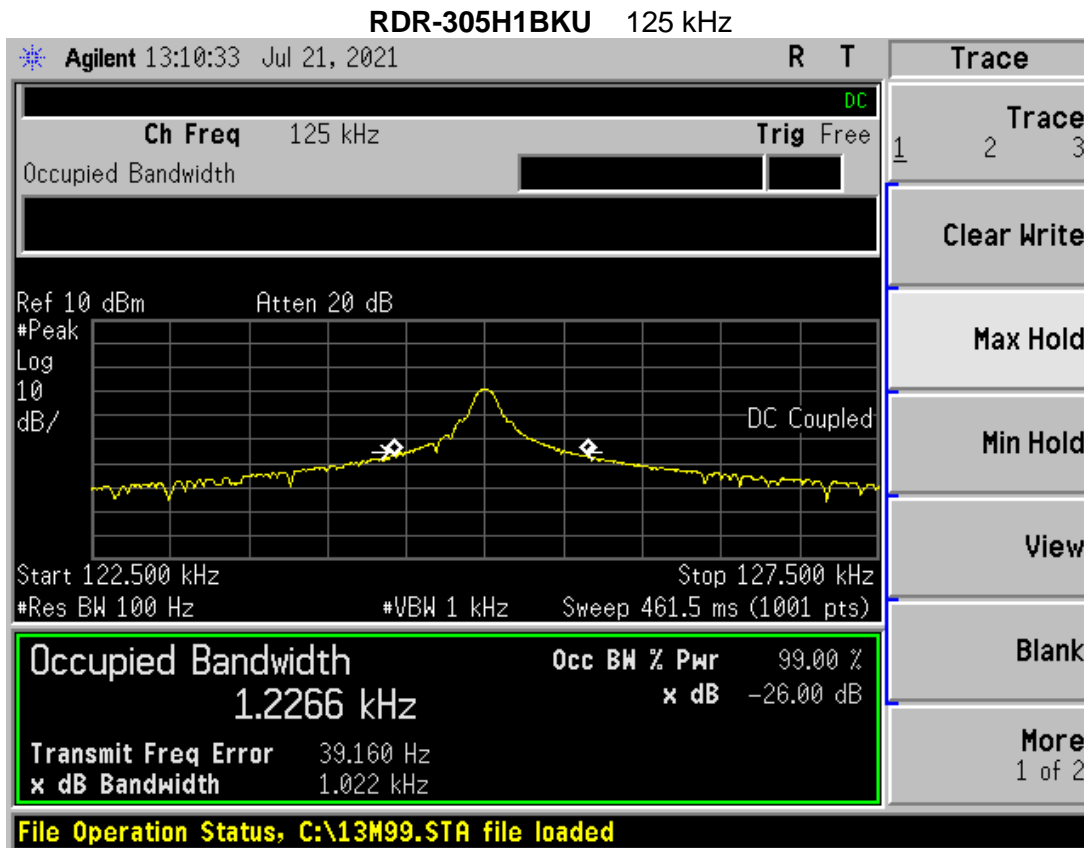 RDR-305H1BKU 125 kHz
Agilent 13:10:33 Jul 21, 2021 R T
Trace
DC
Ch Freq 125 kHz Trig Free
Occupied Bandwidth
Trace
1 2 3
Clear Write
Ref 10 dBm Atten 20 dB
#Peak
Log
10
dB/
DC Coupled
Max Hold
Min Hold
View
Start 122.500 kHz Stop 127.500 kHz
#Res BW 100 Hz #VBW 1 kHz Sweep 461.5 ms (1001 pts)
Occupied Bandwidth Occ BW % Pwr 99.00 %
1.2266 kHz x dB -26.00 dB
Transmit Freq Error 39.160 Hz
x dB Bandwidth 1.022 kHz
Blank
More
1 of 2
File Operation Status, C:\13M99.STA file loaded